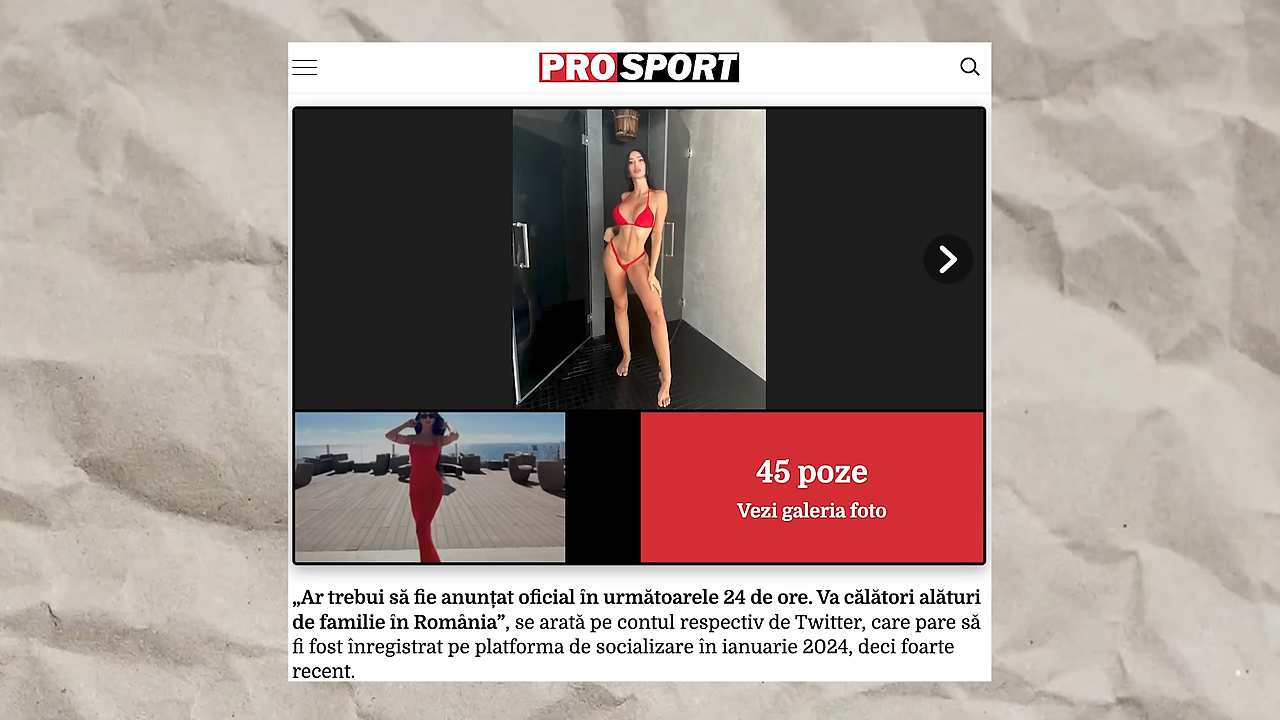 PROSPORT
45 poze
Vezi galeria foto
„Ar trebui să fie anunțat oficial în următoarele 24 de ore. Va călători alături
de familie în România”, se arată pe contul respectiv de Twitter, care pare să
fi fost înregistrat pe platforma de socializare în ianuarie 2024, deci foarte
recent.